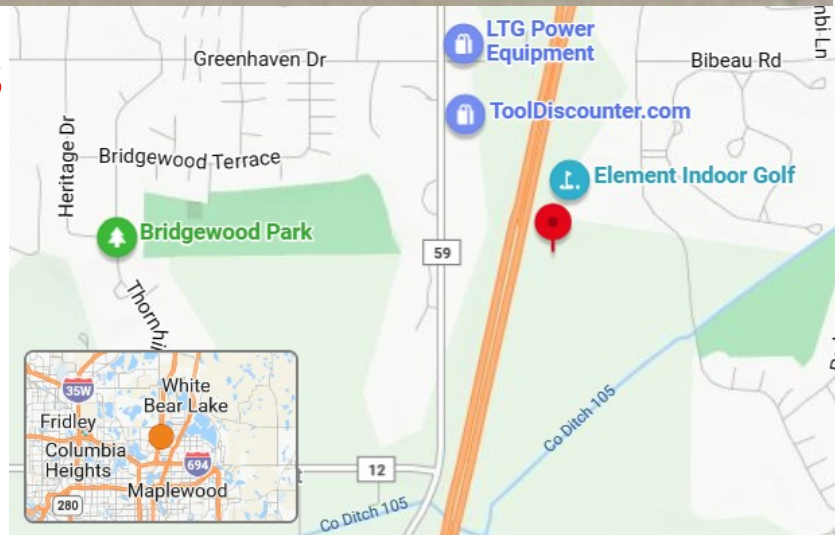 LTG Power
Equipment
Greenhaven Dr
Bibeau Rd
ToolDiscounter.com
Heritage Dr
Bridgewood Terrace
Element Indoor Golf
Bridgewood Park
59
Co Ditch 105
12
Co Ditch 105
35W
White
Bear Lake
Fridley
Columbia
Heights
694
Maplewood
280